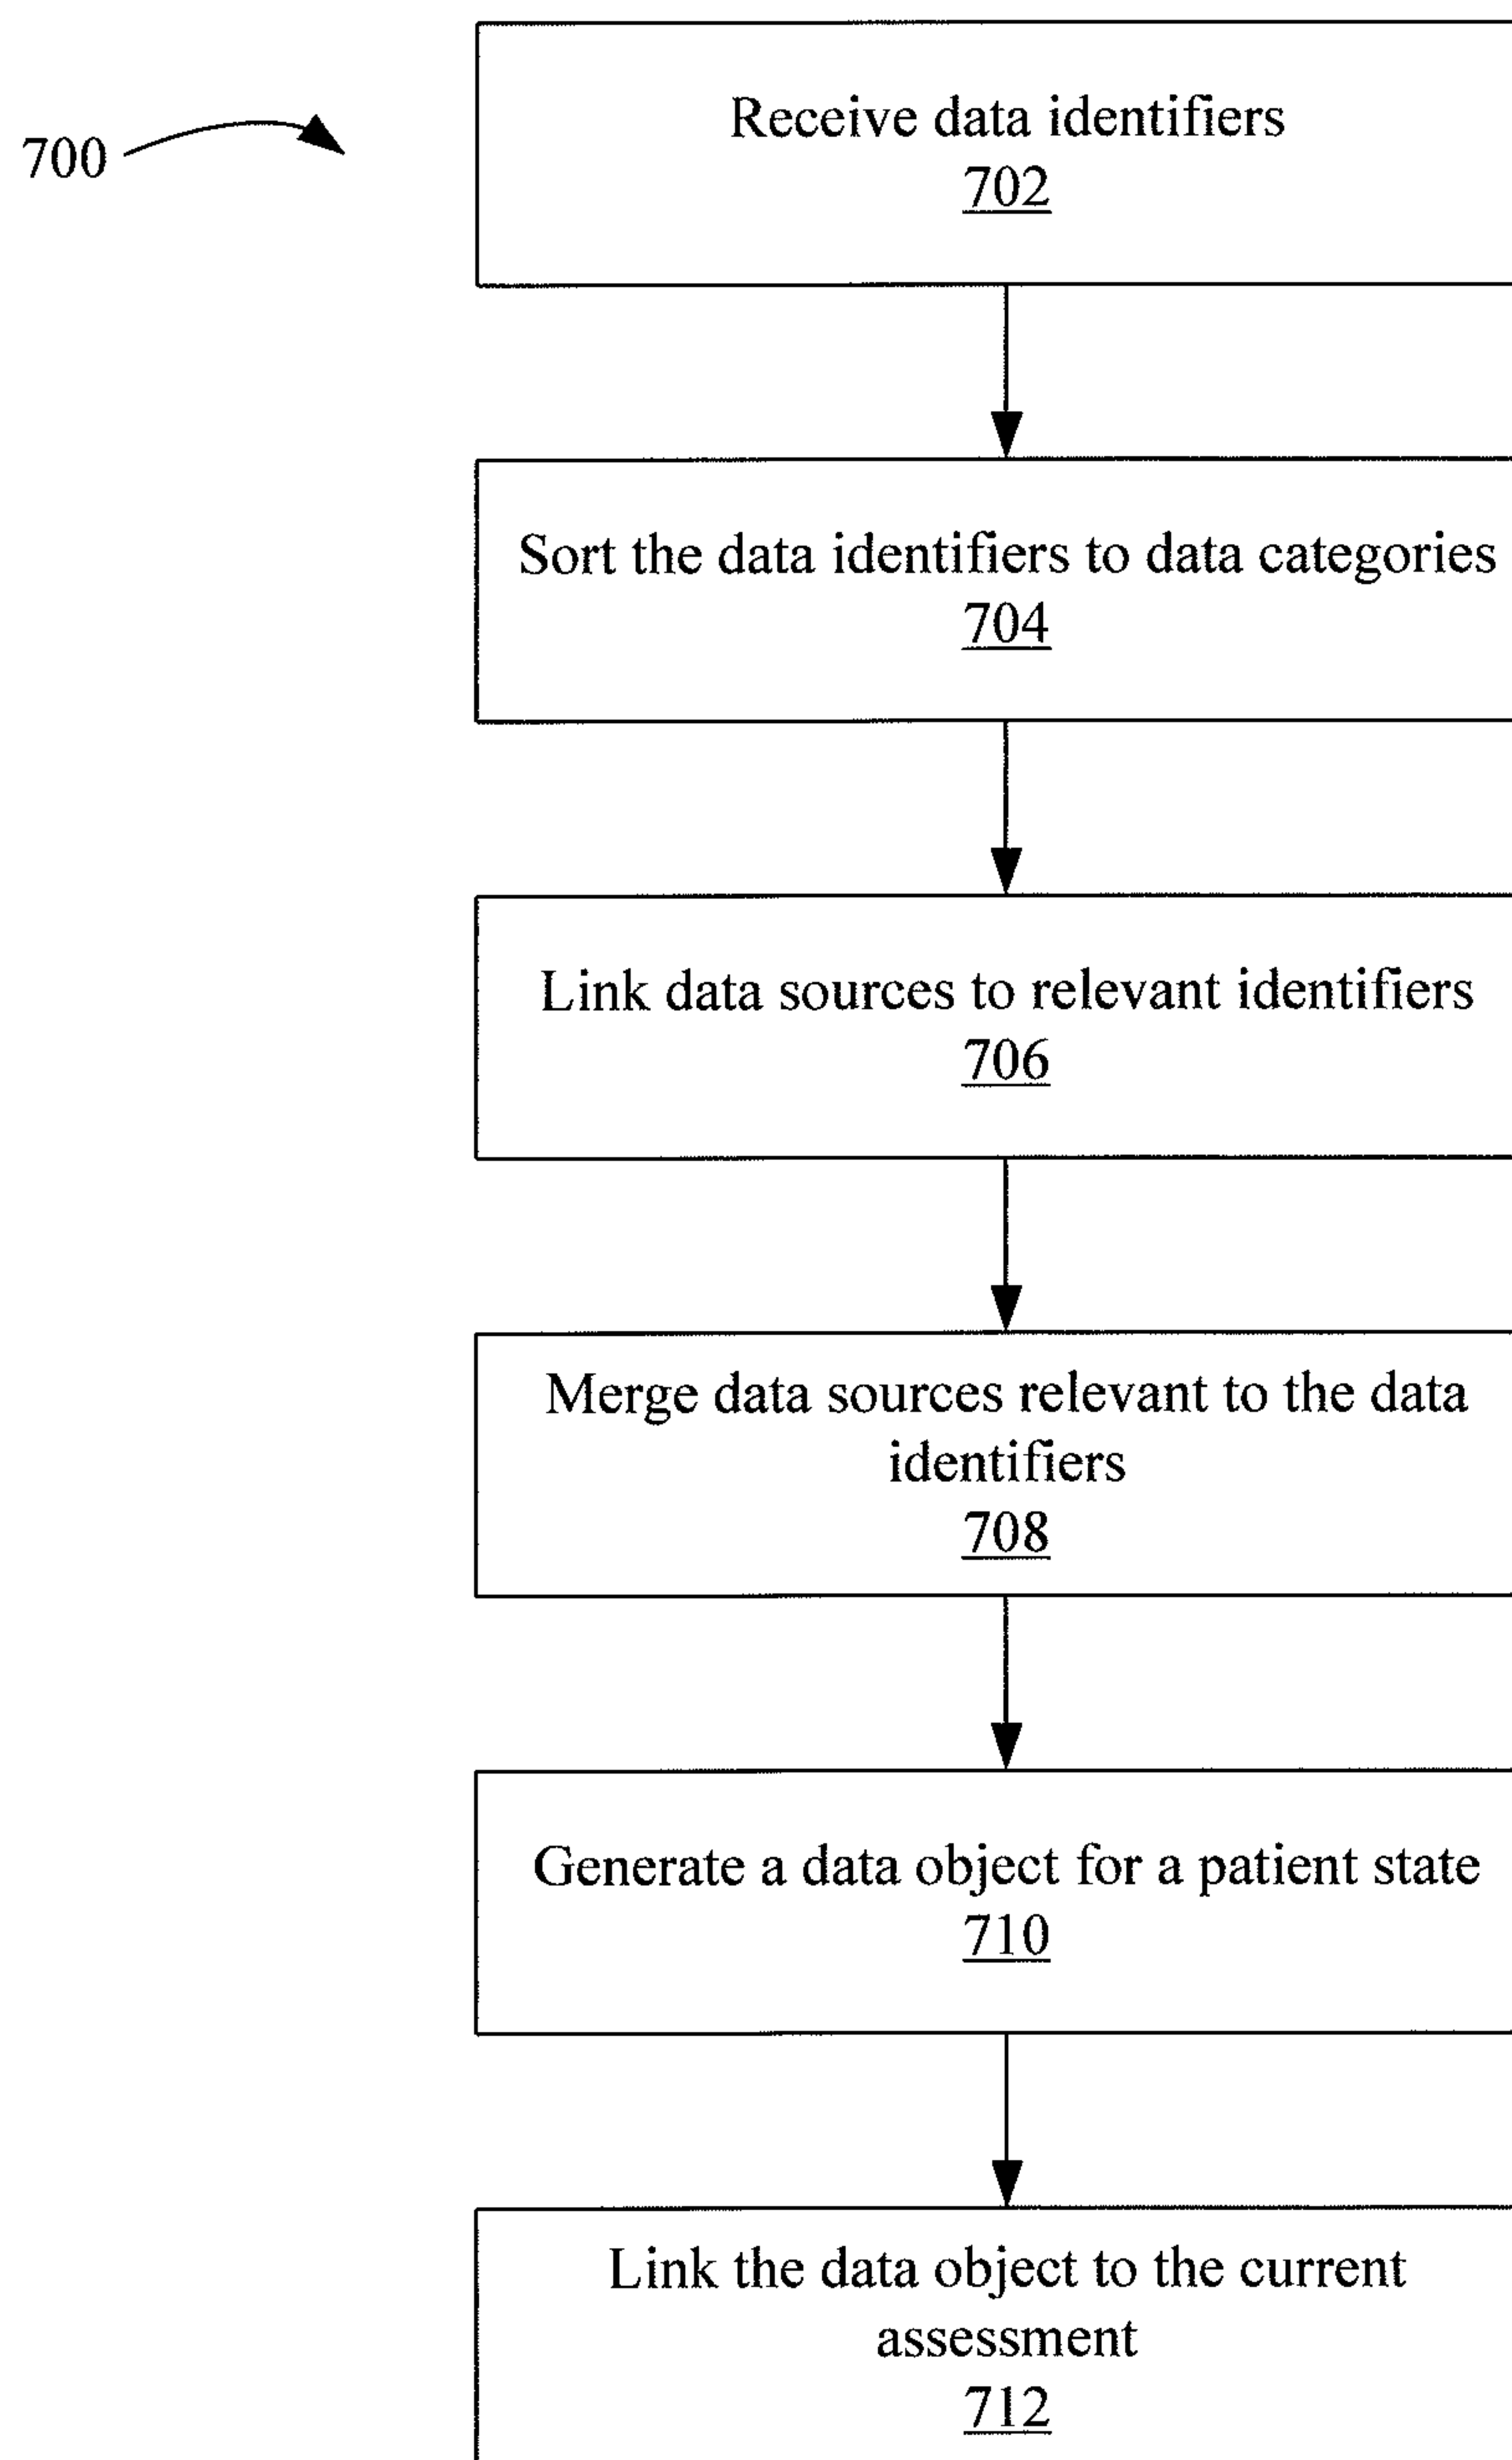 700
Receive data identifiers
702
Sort the data identifiers to data categories
704
Link data sources to relevant identifiers
706
Merge data sources relevant to the data
identifiers
708
Generate a data object for a patient state
710
Link the data object to the current
assessment
712